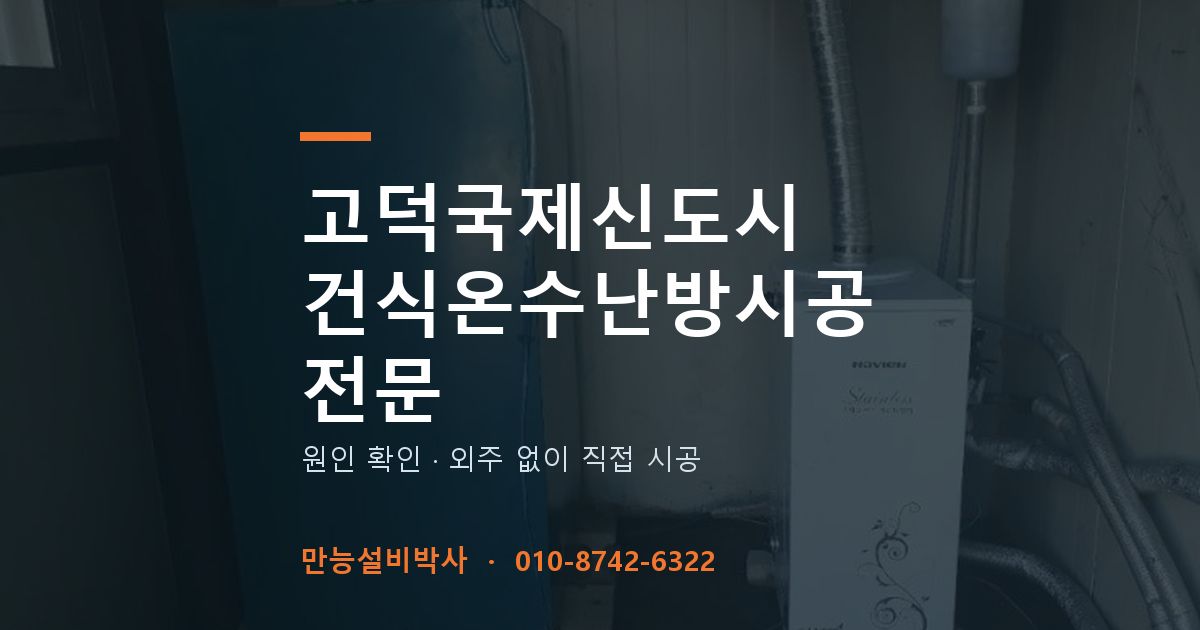 고덕국제신도시
건식온수난방시공
전문
원인 확인 · 외주 없이 직접 시공
만능설비박사 · 010-8742-6322
NAVIEN
Stainless